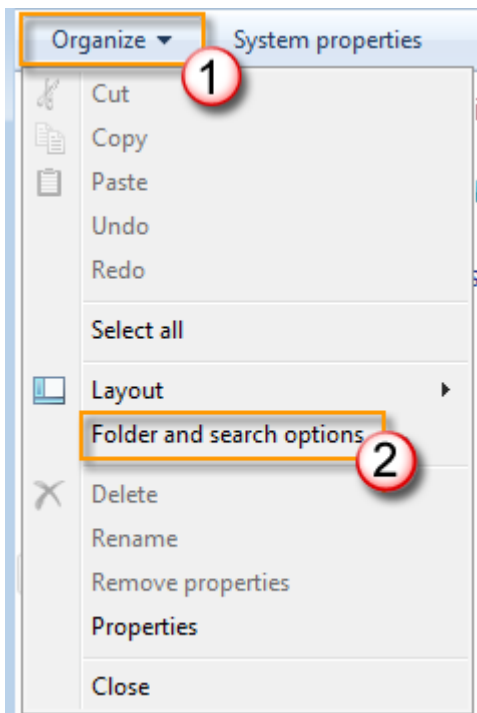 Organize System properties
1
Cut
Copy
Paste
Undo
Redo
Select all
Layout
Folder and search options
2
Delete
Rename
Remove properties
Properties
Close